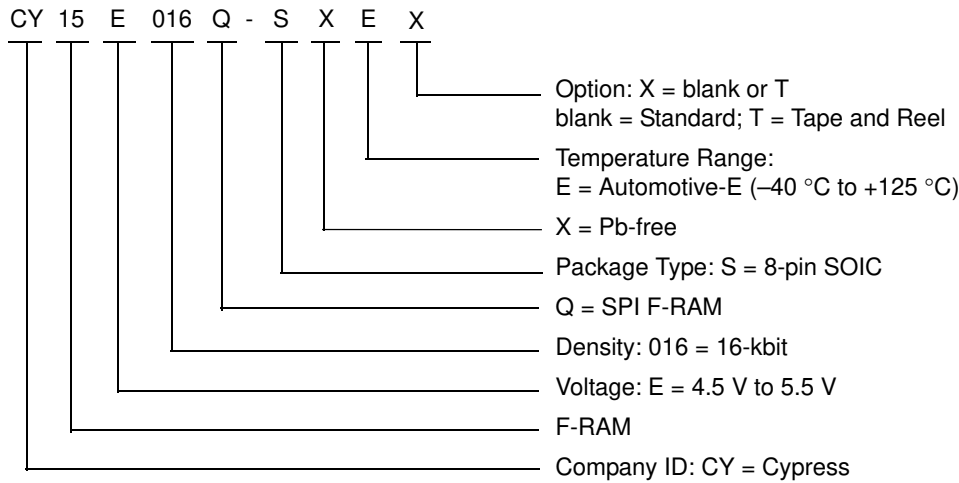 CY 15 E 016 Q - S X E X
Option: X = blank or T
blank = Standard; T = Tape and Reel
Temperature Range:
E = Automotive-E (–40 °C to +125 °C)
X = Pb-free
Package Type: S = 8-pin SOIC
Q = SPI F-RAM
Density: 016 = 16-kbit
Voltage: E = 4.5 V to 5.5 V
F-RAM
Company ID: CY = Cypress